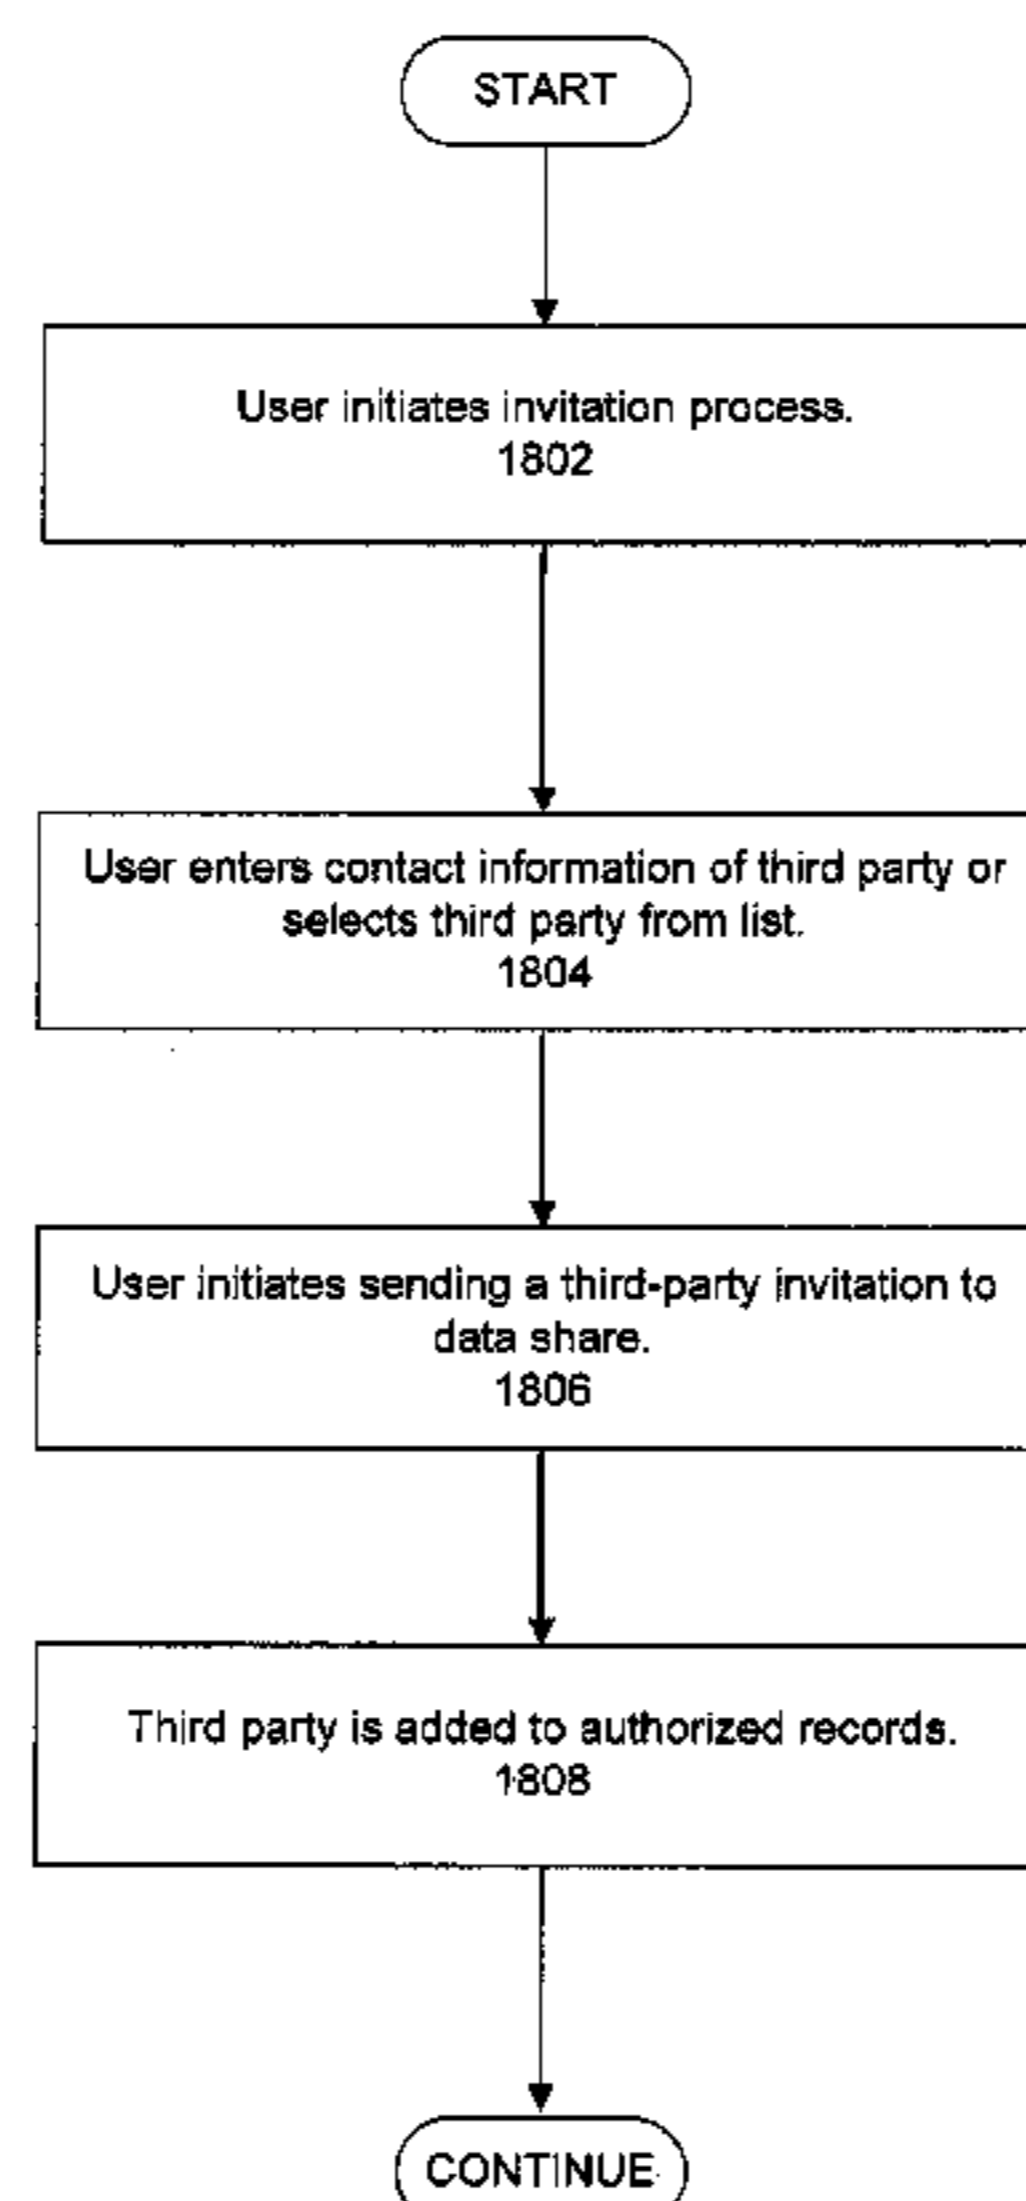 START
User initiates invitation process.
1802
User enters contact information of third party or
selects third party from list.
1804
User initiates sending a third-party invitation to
data share.
1806
Third party is added to authorized records.
1808
CONTINUE